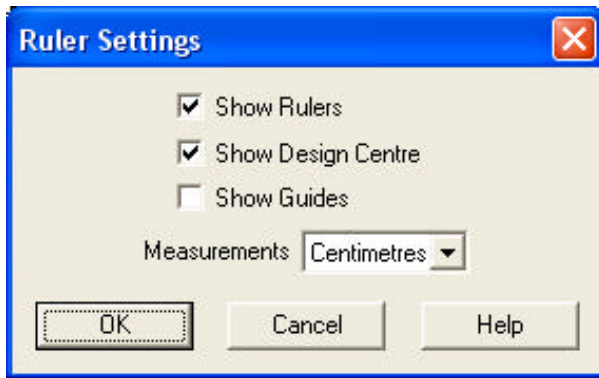 Ruler Settings
Show Rulers
Show Design Centre
Show Guides
Measurements Centimetres
OK Cancel Help